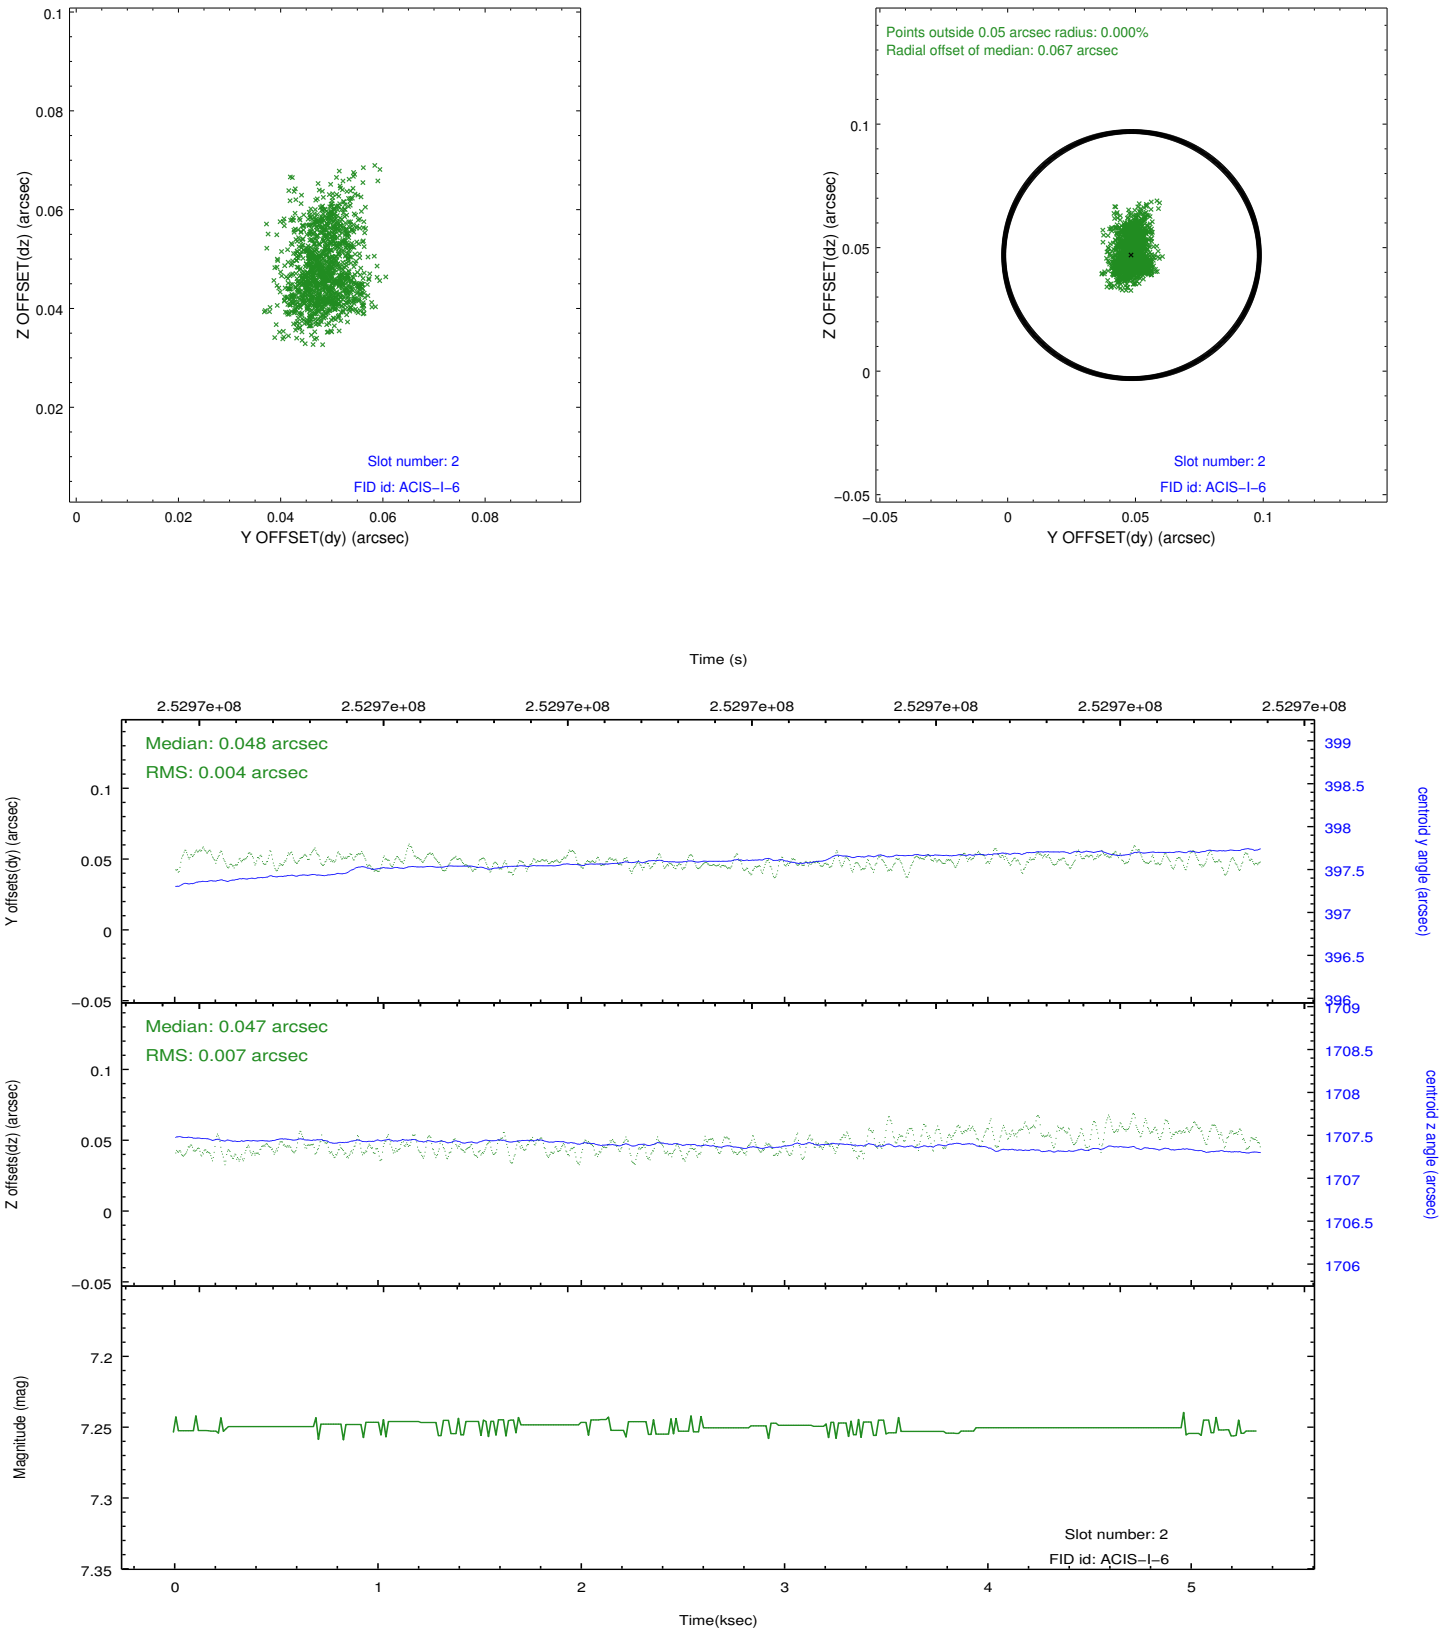 0.1
0.08
0.06
0.04
0.02
Z OFFSET(dz) (arcsec)
Slot number: 2
FID id: ACIS−I−6
0 0.02 0.04 0.06 0.08
Y OFFSET(dy) (arcsec)
Points outside 0.05 arcsec radius: 0.000%
Radial offset of median: 0.067 arcsec
0.1
0.05
0
−0.05
Z OFFSET(dz) (arcsec)
Slot number: 2
FID id: ACIS−I−6
−0.05 0 0.05 0.1
Y OFFSET(dy) (arcsec)
Time (s)
2.5297e+08 2.5297e+08 2.5297e+08 2.5297e+08 2.5297e+08 2.5297e+08 2.5297e+08
Median: 0.048 arcsec
RMS: 0.004 arcsec
0.1
0.05
0
−0.05
Y offsets(dy) (arcsec)
399
398.5
398
397.5
397
396.5
396
centroid y angle (arcsec)
Median: 0.047 arcsec
RMS: 0.007 arcsec
0.1
0.05
0
−0.05
Z offsets(dz) (arcsec)
1709
1708.5
1708
1707.5
1707
1706.5
1706
centroid z angle (arcsec)
7.2
7.25
7.3
7.35
Magnitude (mag)
Slot number: 2
FID id: ACIS−I−6
0 1 2 3 4 5
Time(ksec)